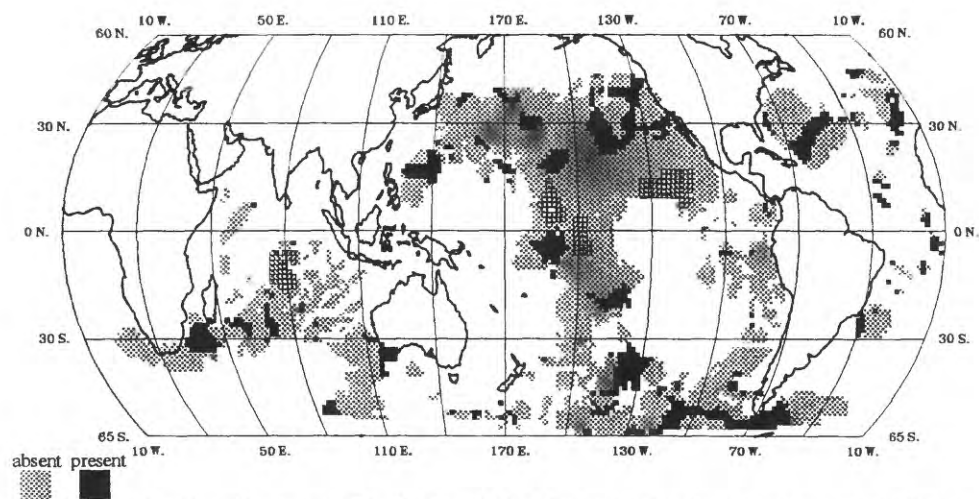 10 W. 50 E. 110 E. 170 E. 130 W. 70 W. 10 W.
60 N. 60 N.
30 N. 30 N.
0 N. 0 N.
30 S. 30 S.
65 S. 65 S.
10 W. 50 E. 110 E. 170 E. 130 W. 70 W. 10 W.
absent present